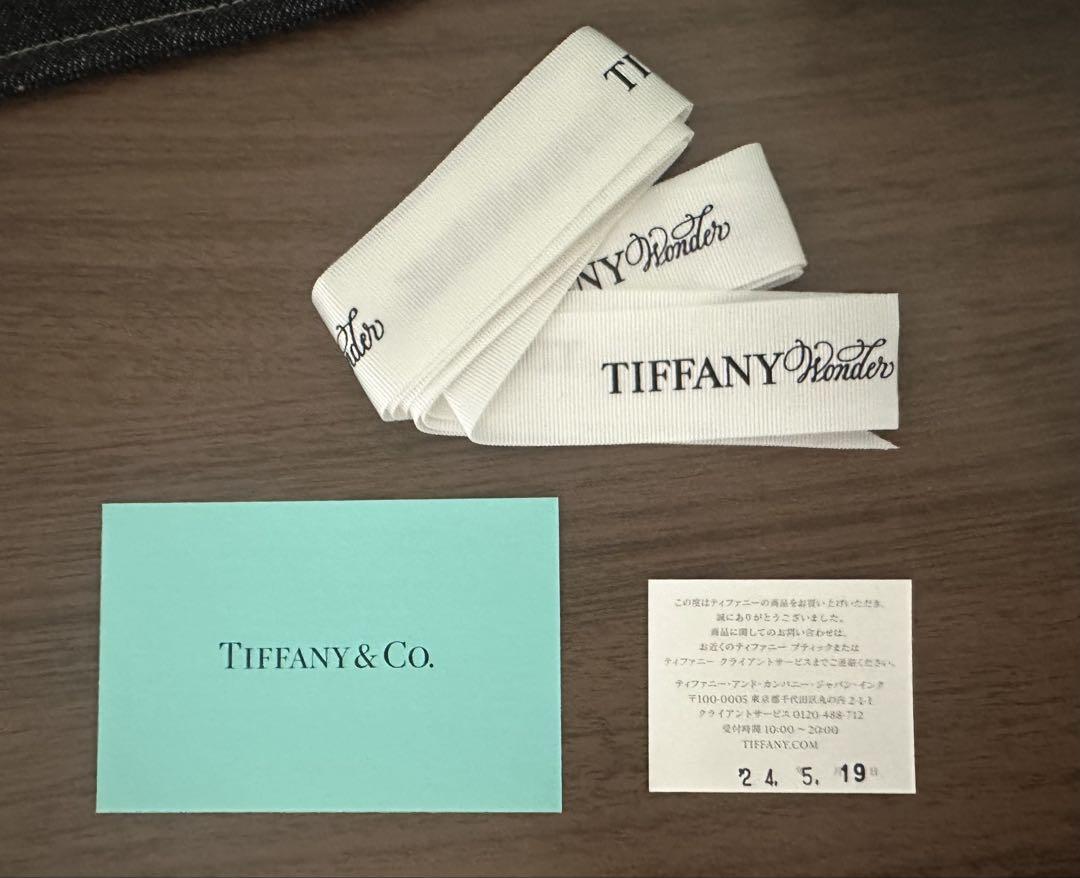 TI
NY Wonder
nder
TIFFANY Wonder
TIFFANY & CO.
この度はティファニーの商品をお買い上げいただき、
誠にありがとうございました。
商品に関してのお問い合わせは、
お近くのティファニー ブティックまたは
ティファニー クライアントサービスまでご連絡ください。
ティファニー・アンド・カンパニー・ジャパン・インク
〒100-0005 東京都千代田区丸の内 2-1-1
クライアントサービス 0120-488-712
受付時間 10:00 ~ 20:00
TIFFANY.COM
'24. 5. 19 日